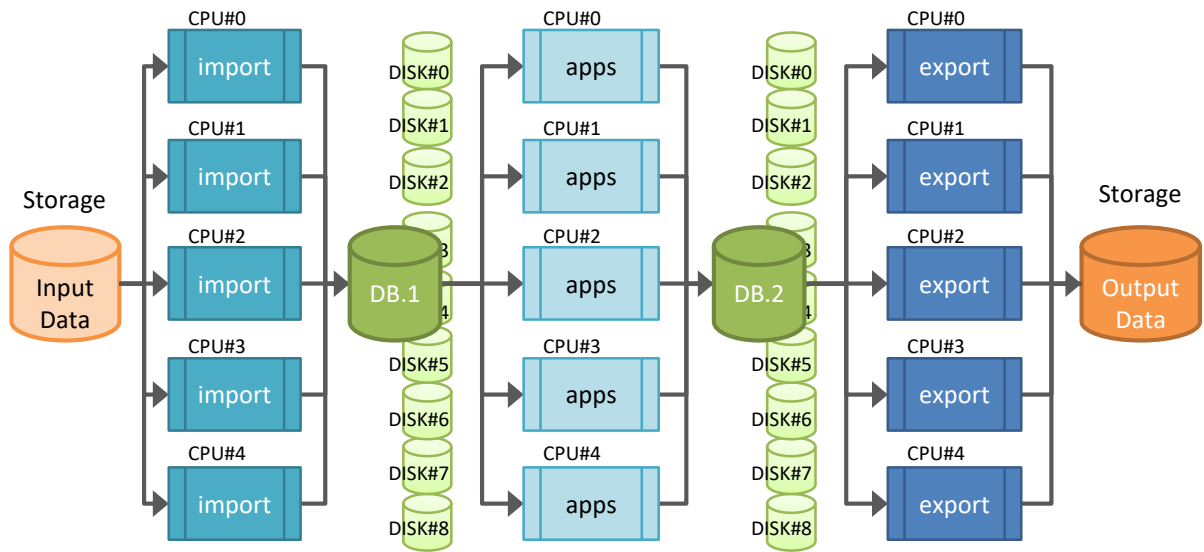 CPU#0
import
CPU#1
import
CPU#2
import
CPU#3
import
CPU#4
import
Storage
Input
Data
DISK#0
DISK#1
DISK#2
3
DB.1
4
DISK#5
DISK#6
DISK#7
DISK#8
CPU#0
apps
CPU#1
apps
CPU#2
apps
CPU#3
apps
CPU#4
apps
DISK#0
DISK#1
DISK#2
3
DB.2
4
DISK#5
DISK#6
DISK#7
DISK#8
CPU#0
export
CPU#1
export
CPU#2
export
CPU#3
export
CPU#4
export
Storage
Output
Data